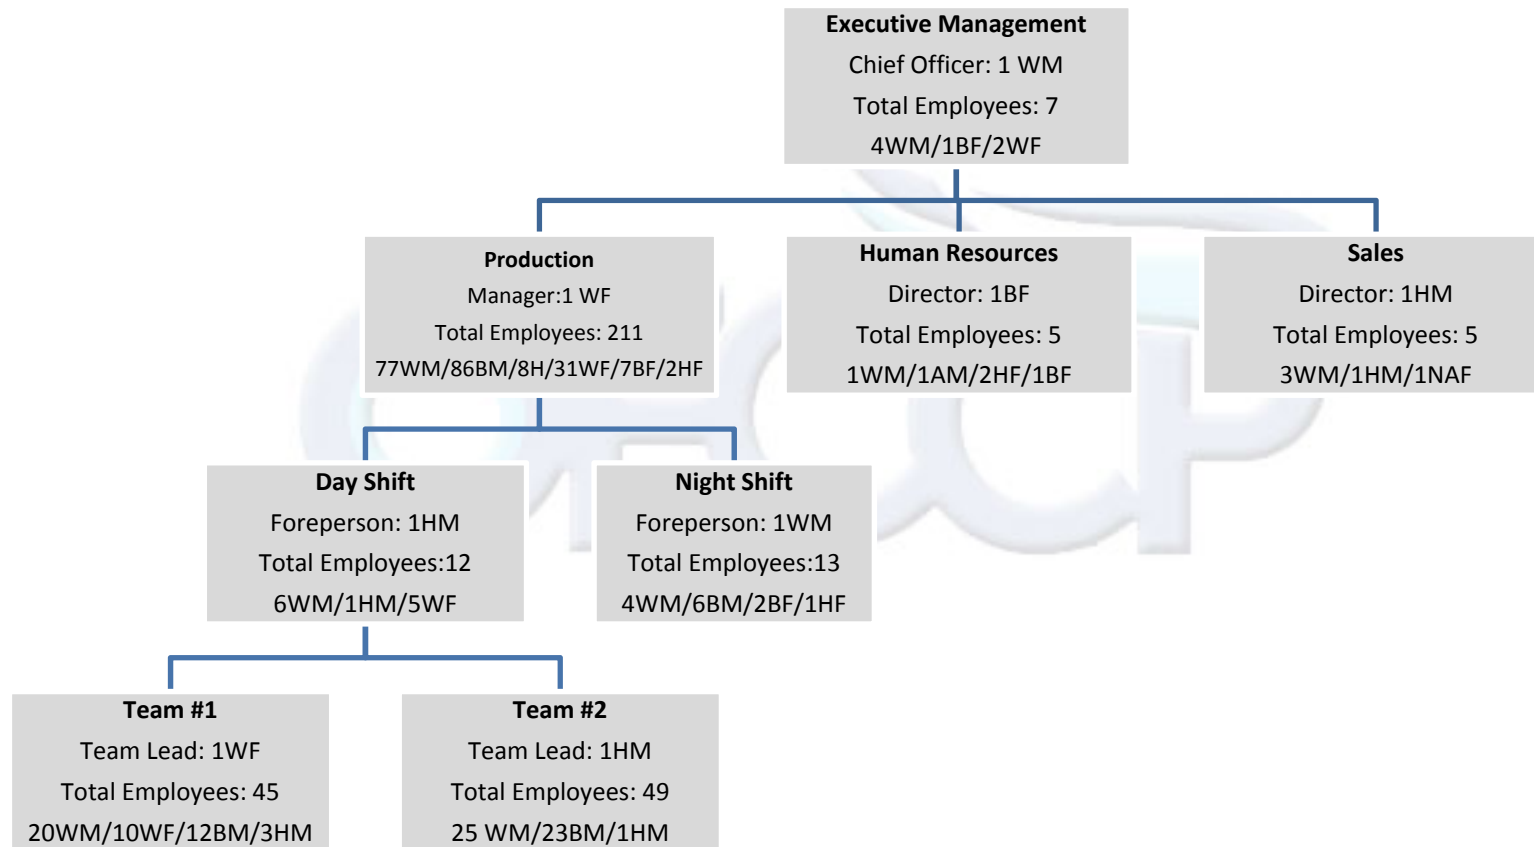 Executive Management
Chief Officer: 1 WM
Total Employees: 7
4WM/1BF/2WF
Production
Manager:1 WF
Total Employees: 211
77WM/86BM/8H/31WF/7BF/2HF
Human Resources
Director: 1BF
Total Employees: 5
1WM/1AM/2HF/1BF
Sales
Director: 1HM
Total Employees: 5
3WM/1HM/1NAF
Day Shift
Foreperson: 1HM
Total Employees:12
6WM/1HM/5WF
Night Shift
Foreperson: 1WM
Total Employees:13
4WM/6BM/2BF/1HF
Team #1
Team Lead: 1WF
Total Employees: 45
20WM/10WF/12BM/3HM
Team #2
Team Lead: 1HM
Total Employees: 49
25 WM/23BM/1HM
OFCCP